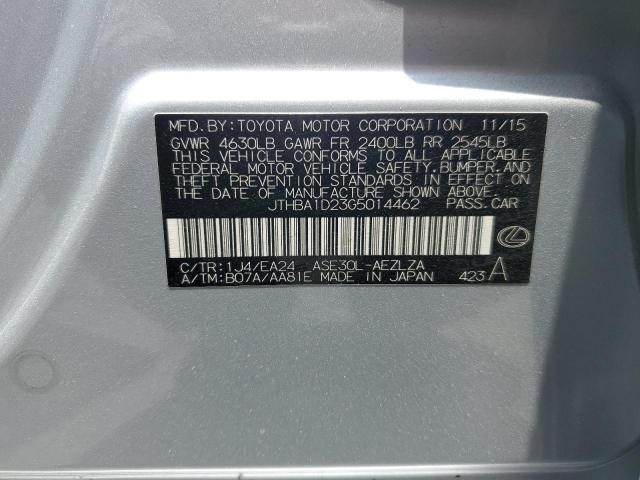 MFD. BY:TOYOTA MOTOR CORPORATION 11/15
GVWR 4630LB GAWR FR 2400LB RR 2545LB
THIS VEHICLE CONFORMS TO ALL APPLICABLE
FEDERAL MOTOR VEHICLE SAFETY,BUMPER,AND
THEFT PREVENTION STANDARDS IN EFFECT ON
THE DATE OF MANUFACTURE SHOWN ABOVE.
JTHBA1D23G5014462 PASS.CAR
C/TR:1J4/EA24 ASE30L-AEZLZA
A/TM:B07A/AA81E MADE IN JAPAN 423 A